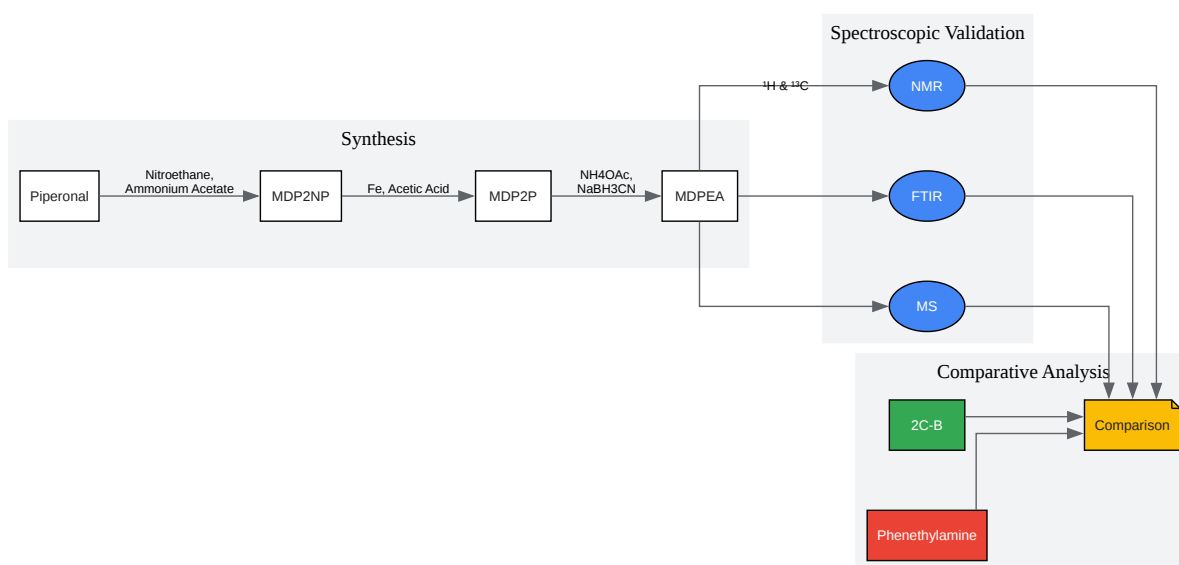 Spectroscopic Validation
¹H & ¹³C
NMR
Synthesis
Piperonal
Nitroethane,
Ammonium Acetate
MDP2NP
Fe, Acetic Acid
MDP2P
NH4OAc,
NaBH3CN
MDPEA
FTIR
MS
Comparative Analysis
2C-B
Comparison
Phenethylamine